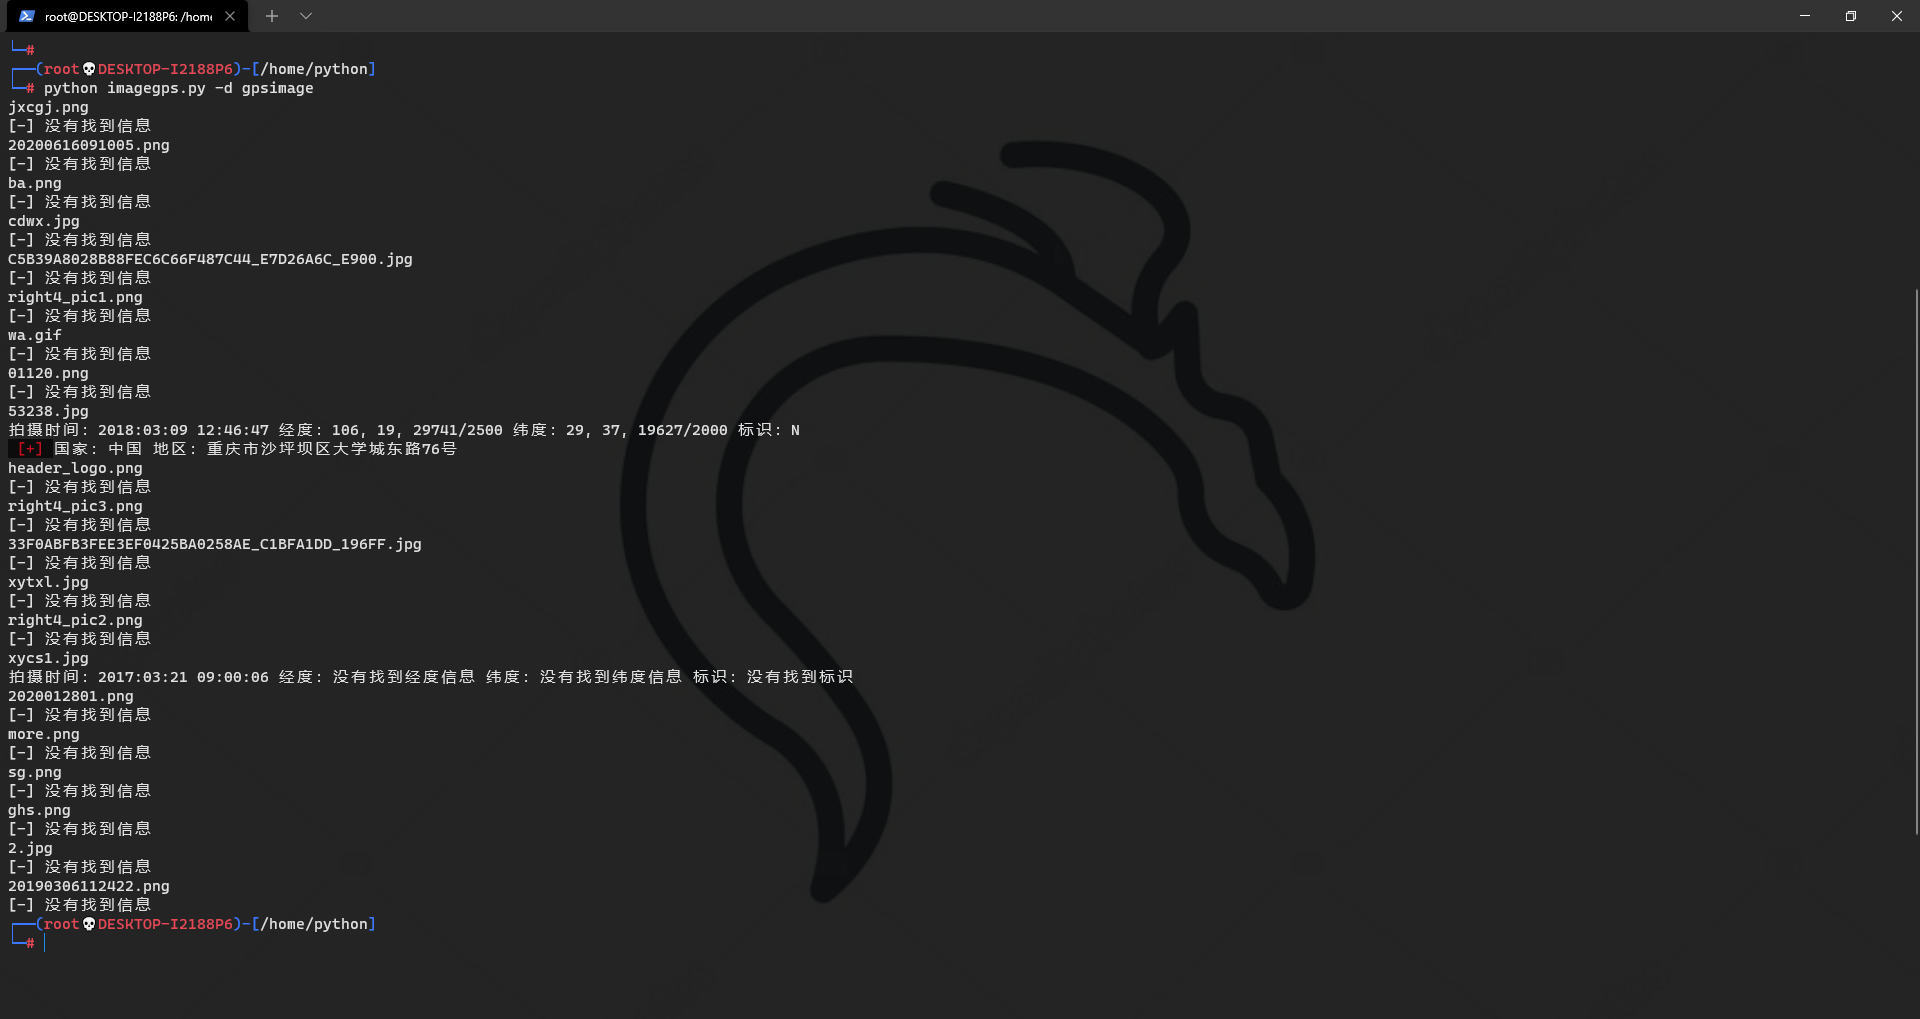 root@DESKTOP-I2188P6: /hom
└─#
┌──(root💀DESKTOP-I2188P6)-[/home/python]
└─# python imagegps.py -d gpsimage
jxcgj.png
[-] 没有找到信息
20200616091005.png
[-] 没有找到信息
ba.png
[-] 没有找到信息
cdwx.jpg
[-] 没有找到信息
C5B39A8028B88FEC6C66F487C44_E7D26A6C_E900.jpg
[-] 没有找到信息
right4_pic1.png
[-] 没有找到信息
wa.gif
[-] 没有找到信息
01120.png
[-] 没有找到信息
53238.jpg
拍摄时间: 2018:03:09 12:46:47 经度: 106, 19, 29741/2500 纬度: 29, 37, 19627/2000 标识: N
[+] 国家: 中国 地区: 重庆市沙坪坝区大学城东路76号
header_logo.png
[-] 没有找到信息
right4_pic3.png
[-] 没有找到信息
33F0ABFB3FEE3EF0425BA0258AE_C1BFA1DD_196FF.jpg
[-] 没有找到信息
xytxl.jpg
[-] 没有找到信息
right4_pic2.png
[-] 没有找到信息
xycs1.jpg
拍摄时间: 2017:03:21 09:00:06 经度: 没有找到经度信息 纬度: 没有找到纬度信息 标识: 没有找到标识
2020012801.png
[-] 没有找到信息
more.png
[-] 没有找到信息
sg.png
[-] 没有找到信息
ghs.png
[-] 没有找到信息
2.jpg
[-] 没有找到信息
20190306112422.png
[-] 没有找到信息
┌──(root💀DESKTOP-I2188P6)-[/home/python]
└─#